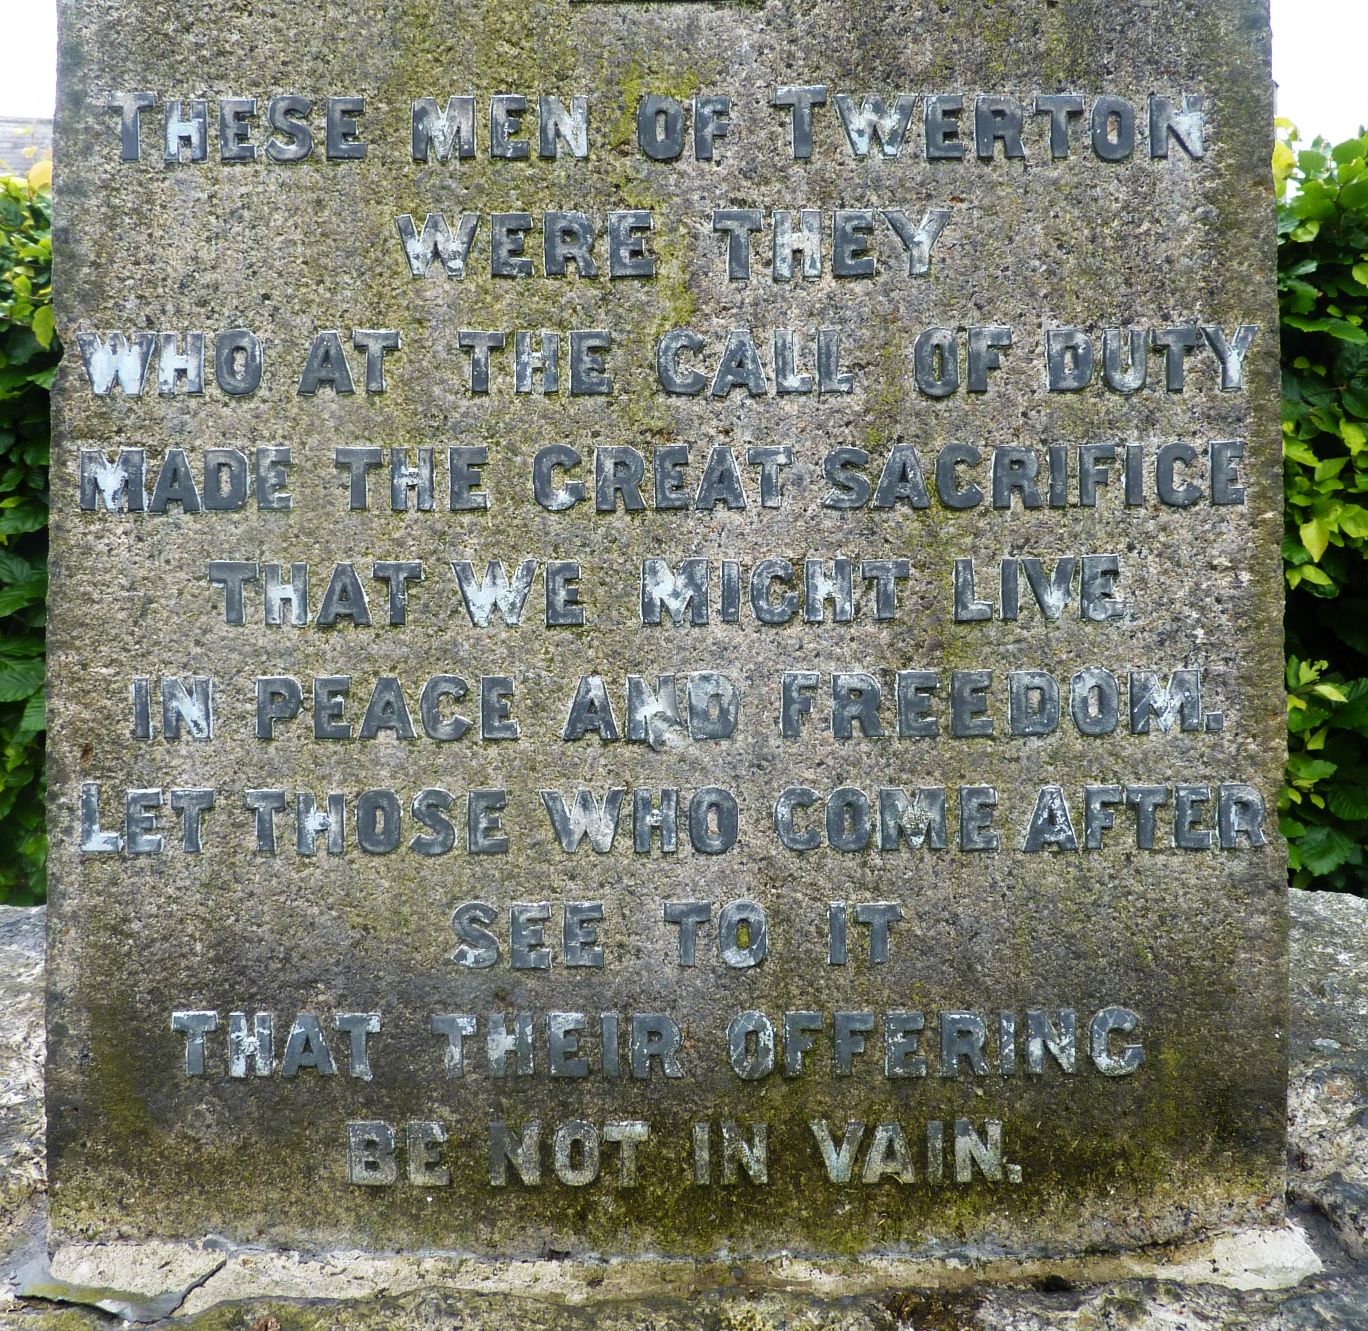 THESE MEN OF TWERTON
WERE THEY
WHO AT THE CALL OF DUTY
MADE THE GREAT SACRIFICE
THAT WE MIGHT LIVE
IN PEACE AND FREEDOM.
LET THOSE WHO COME AFTER
SEE TO IT
THAT THEIR OFFERING
BE NOT IN VAIN.